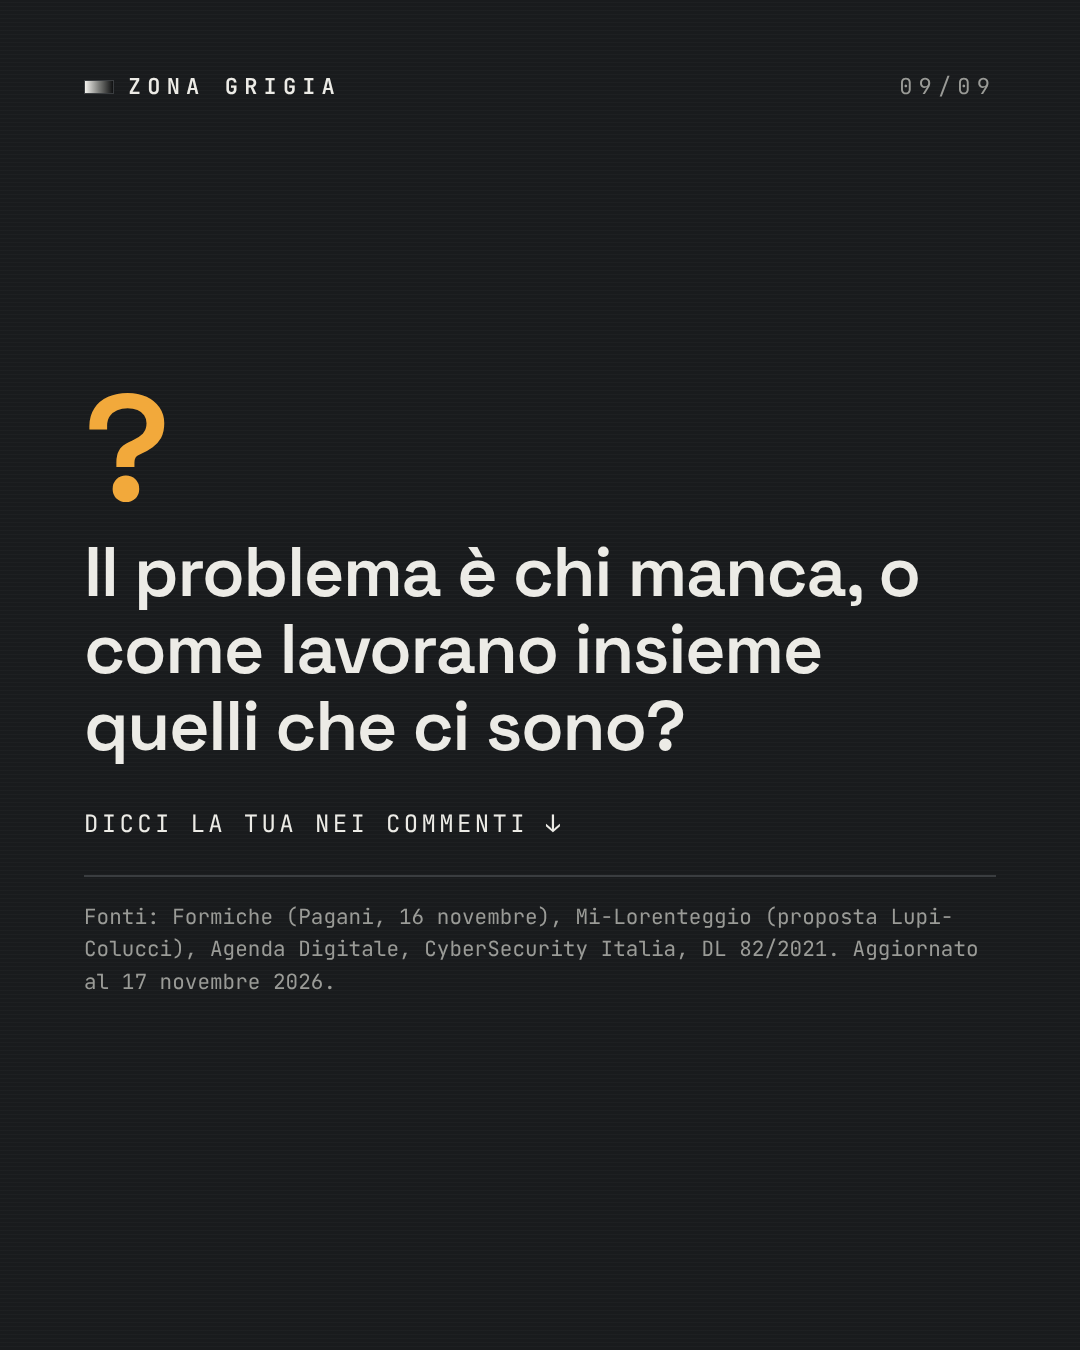 ZONA GRIGIA
09/09
?
Il problema è chi manca, o
come lavorano insieme
quelli che ci sono?
DICCI LA TUA NEI COMMENTI ↓
Fonti: Formiche (Pagani, 16 novembre), Mi-Lorenteggio (proposta Lupi-
Colucci), Agenda Digitale, CyberSecurity Italia, DL 82/2021. Aggiornato
al 17 novembre 2026.